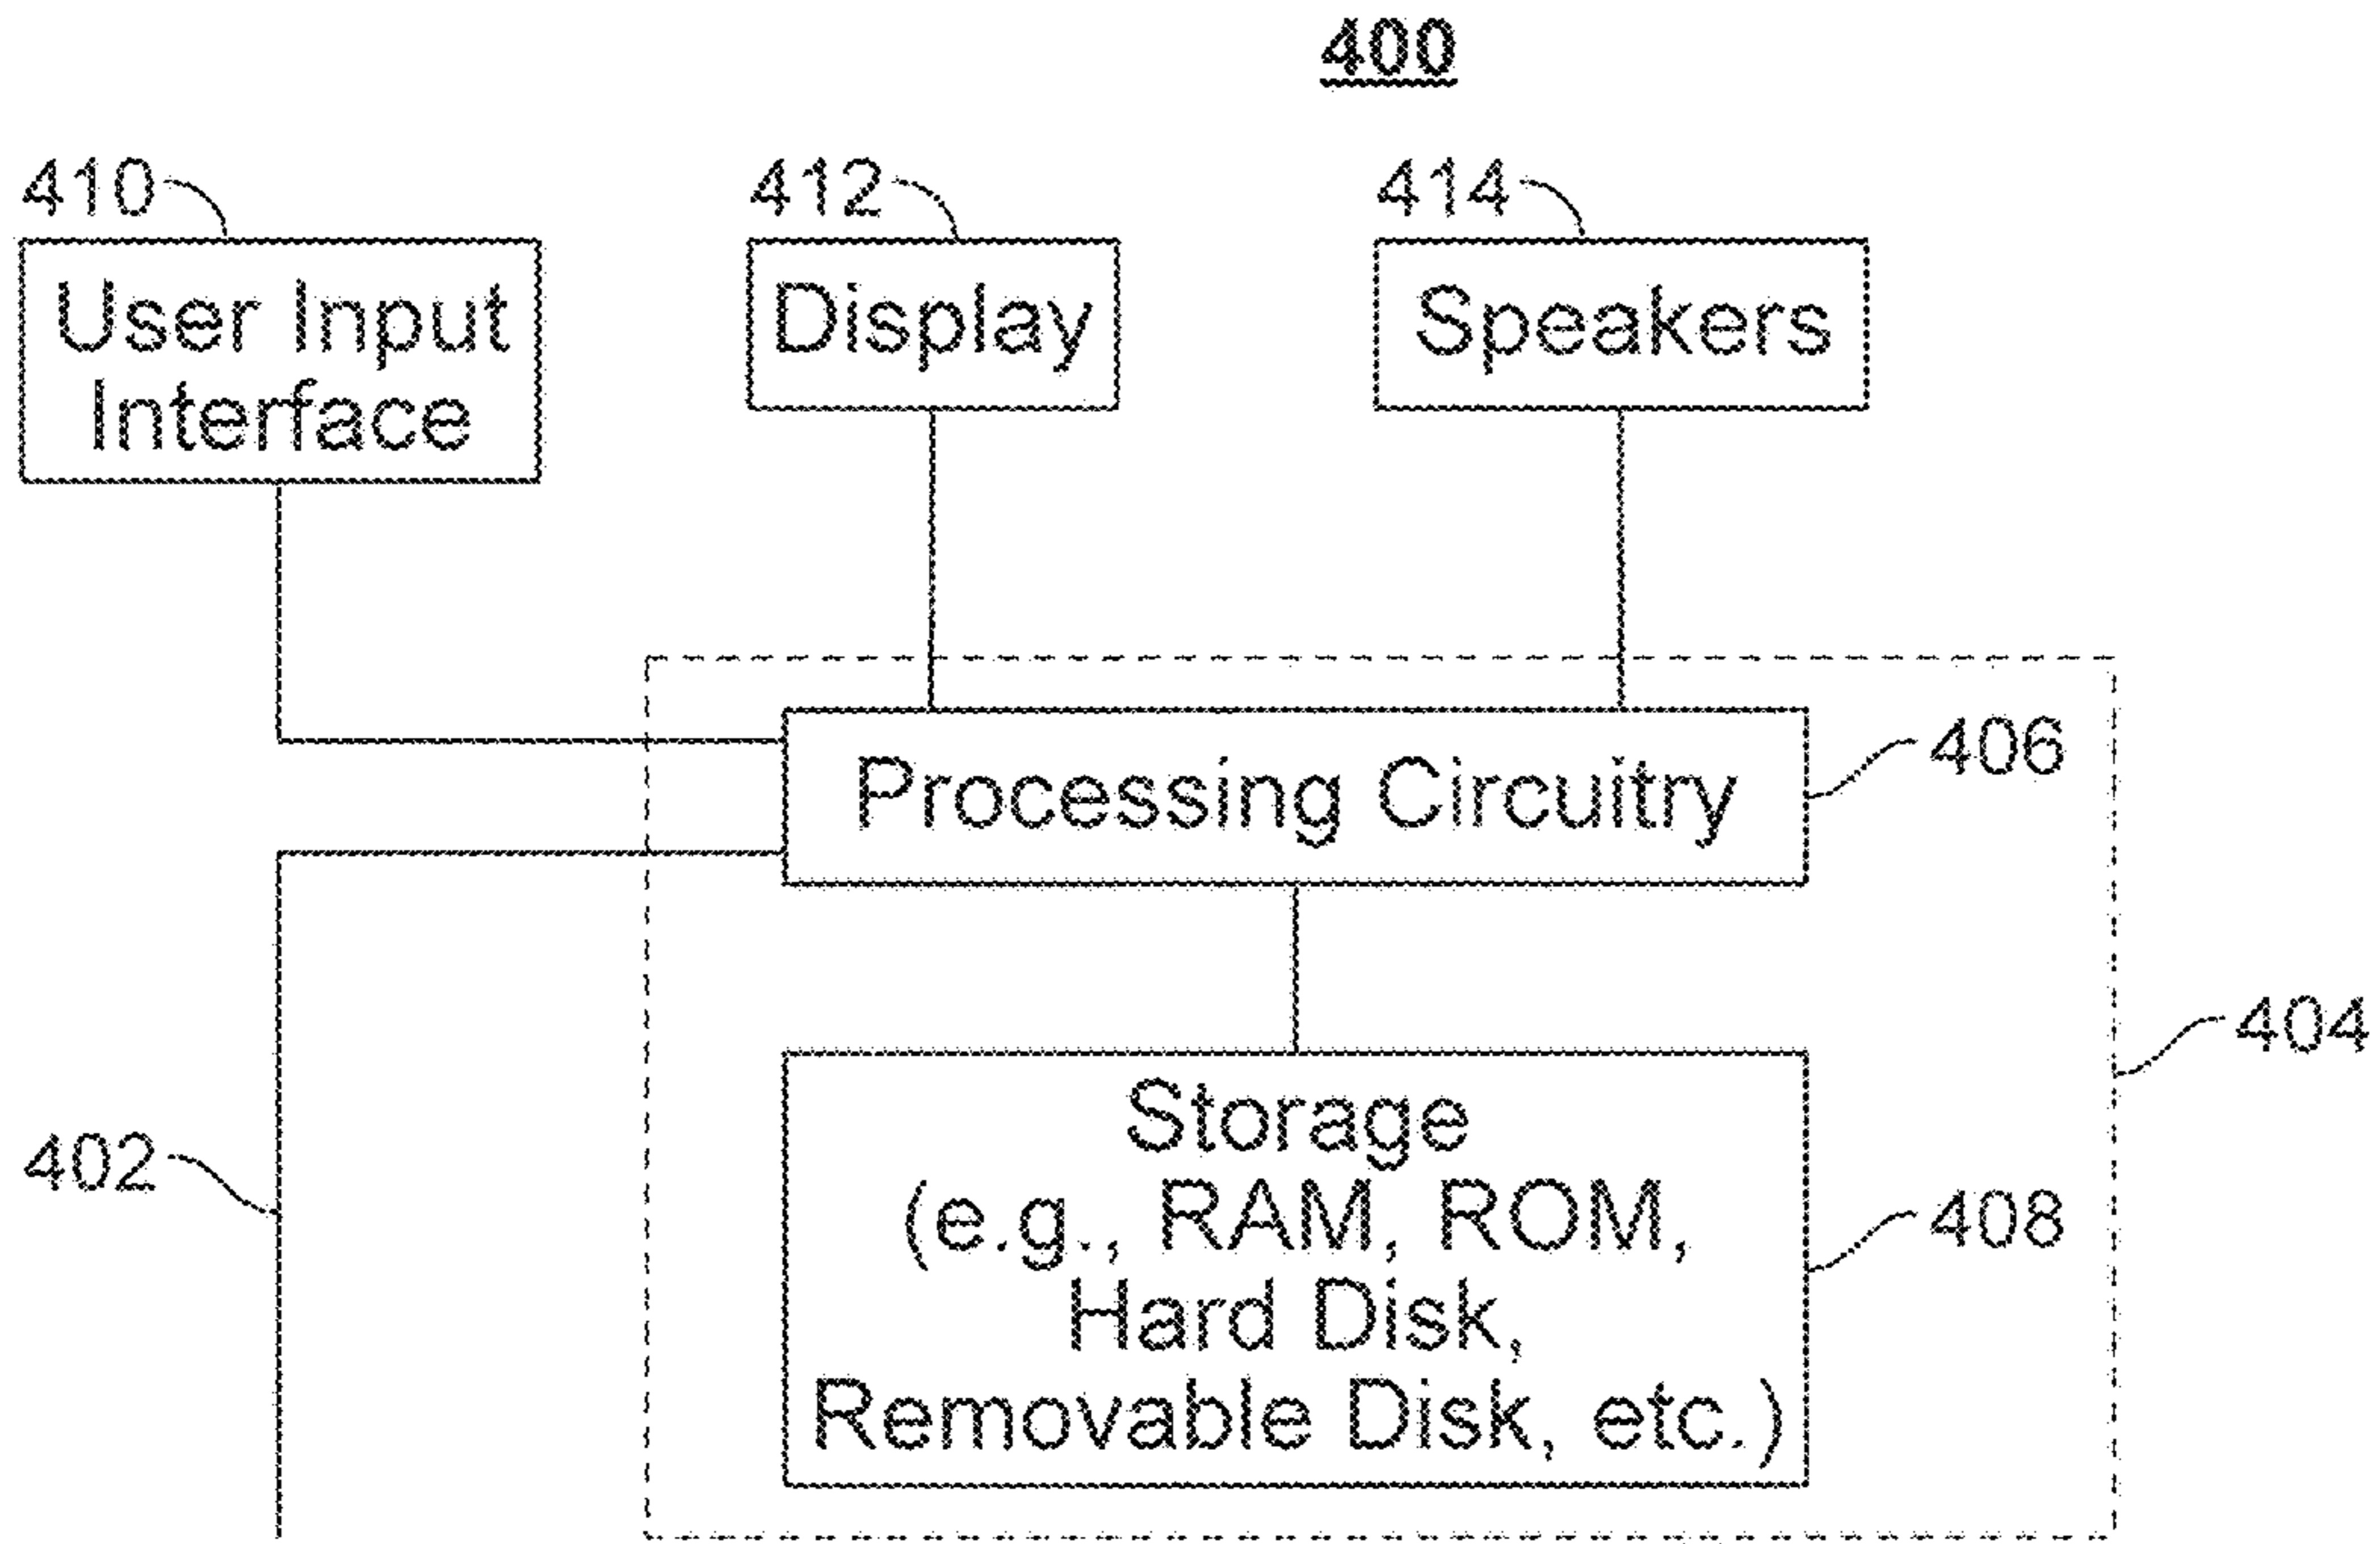 400
410
412
414
User Input
Interface
Display
Speakers
Processing Circuitry
406
404
402
Storage
(e.g., RAM, ROM,
Hard Disk,
Removable Disk, etc.)
408